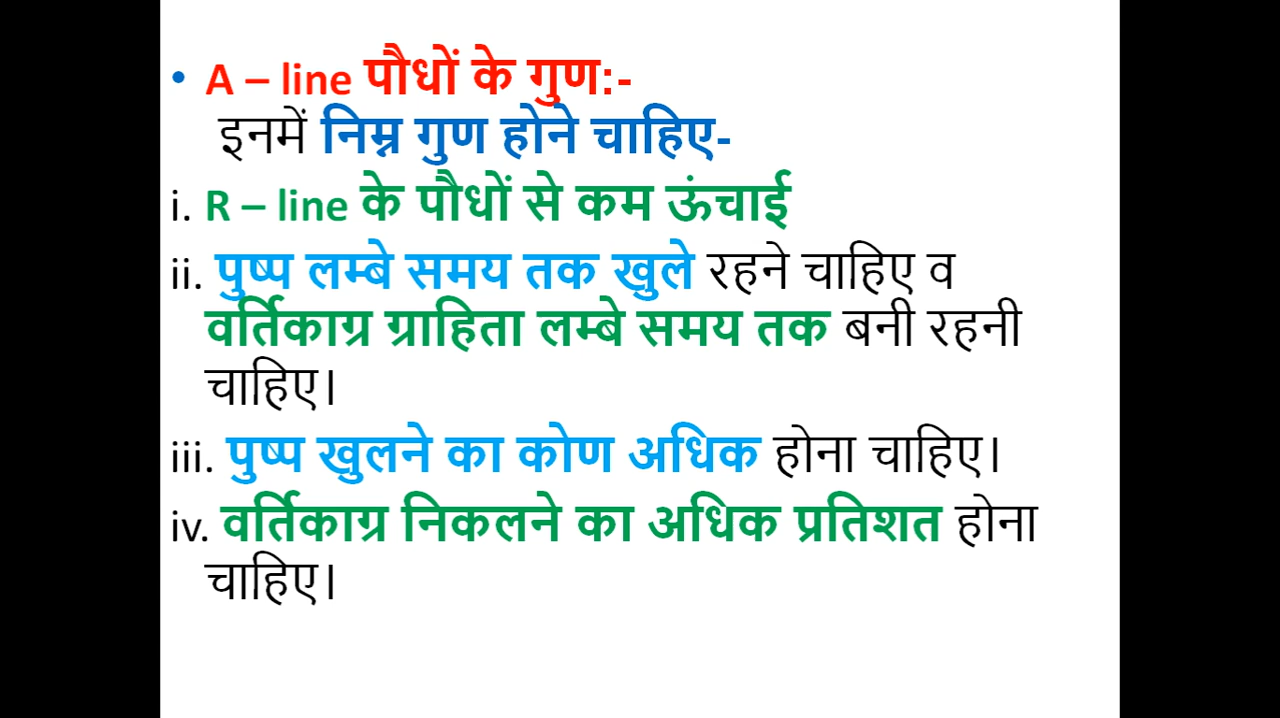 • A – line पौधों के गुण:-
इनमें निम्न गुण होने चाहिए-
i. R – line के पौधों से कम ऊंचाई
ii. पुष्प लम्बे समय तक खुले रहने चाहिए व
वर्तिकाग्र ग्राहिता लम्बे समय तक बनी रहनी
चाहिए।
iii. पुष्प खुलने का कोण अधिक होना चाहिए।
iv. वर्तिकाग्र निकलने का अधिक प्रतिशत होना
चाहिए।